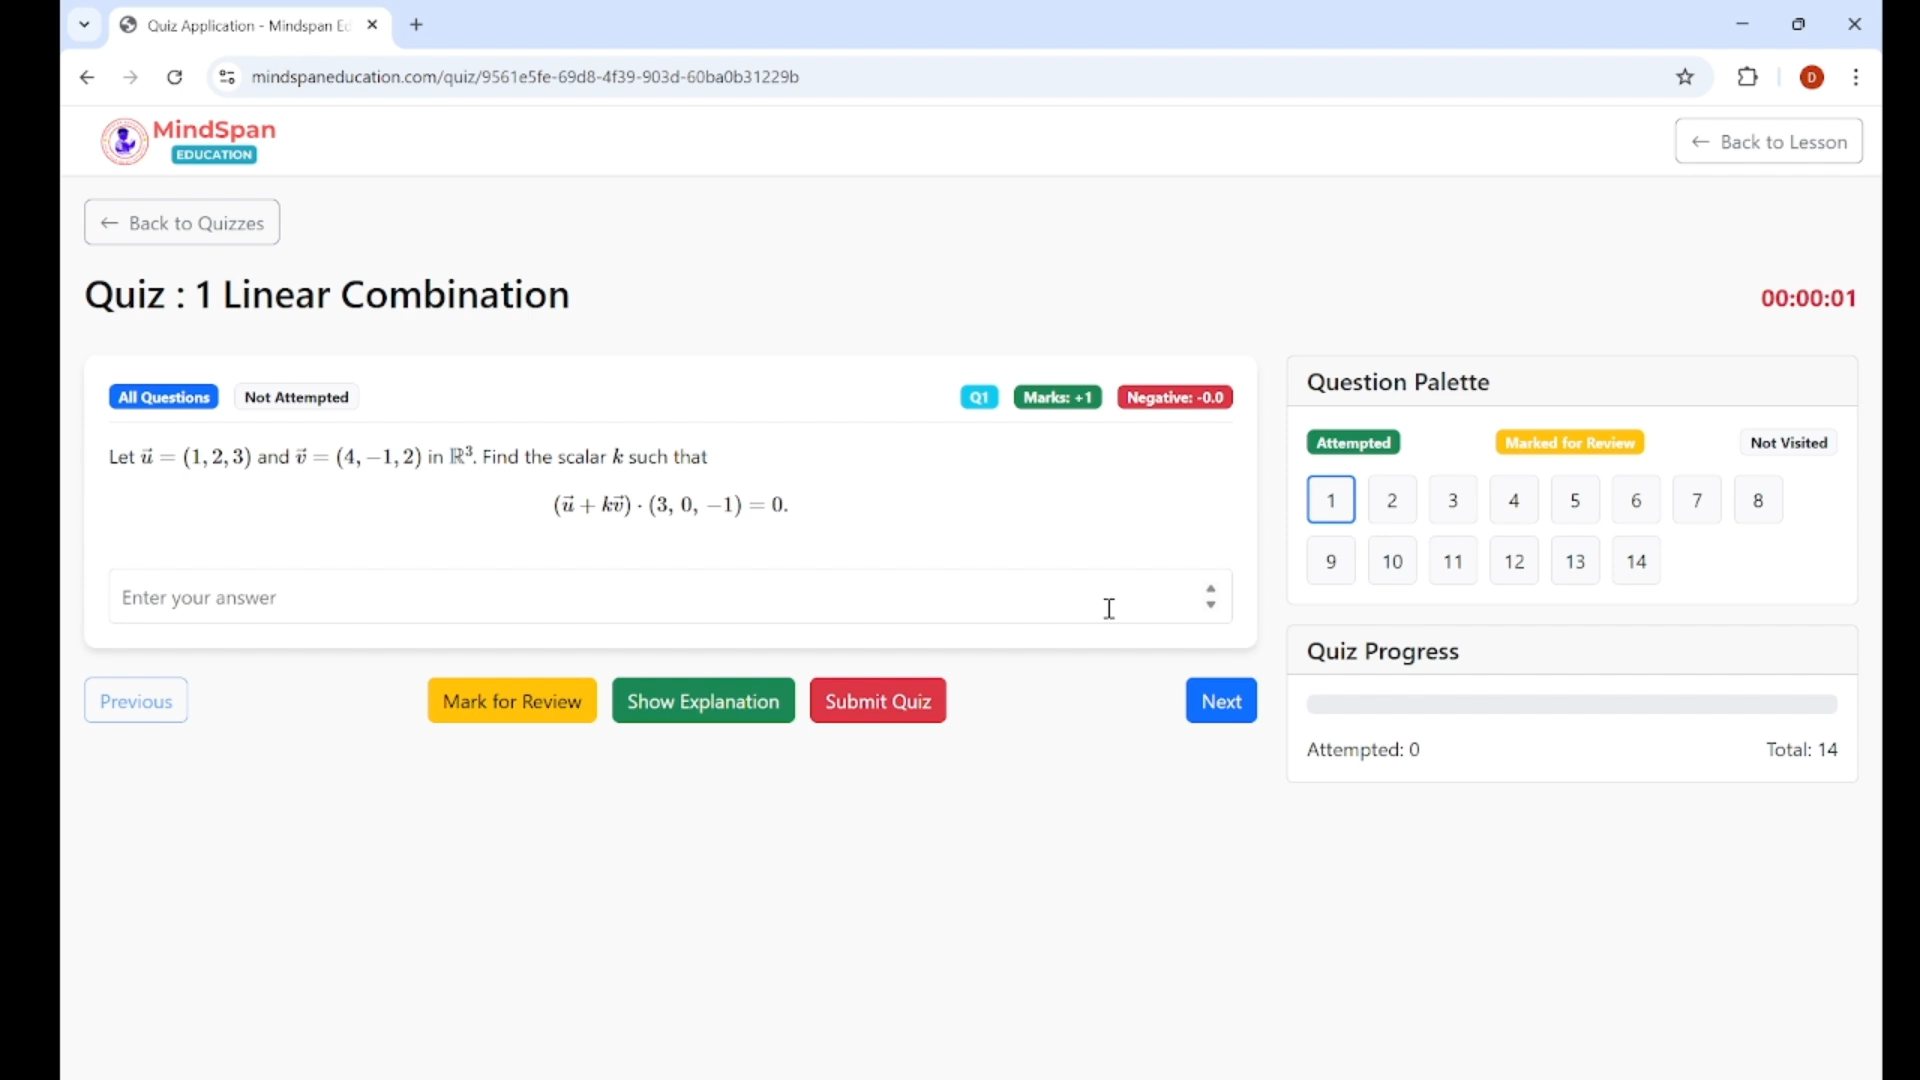 Quiz Application - Mindspan Ed
mindspaneducation.com/quiz/9561e5fe-69d8-4f39-903d-60ba0b31229b
D
MindSpan
EDUCATION
← Back to Lesson
← Back to Quizzes
Quiz : 1 Linear Combination
00:00:01
All Questions Not Attempted Q1 Marks: +1 Negative: -0.0
Let u⃗ = (1, 2, 3) and v⃗ = (4, −1, 2) in ℝ³. Find the scalar k such that
(u⃗ + kv⃗) · (3, 0, −1) = 0.
Enter your answer
Previous Mark for Review Show Explanation Submit Quiz Next
Question Palette
Attempted Marked for Review Not Visited
1 2 3 4 5 6 7 8
9 10 11 12 13 14
Quiz Progress
Attempted: 0 Total: 14